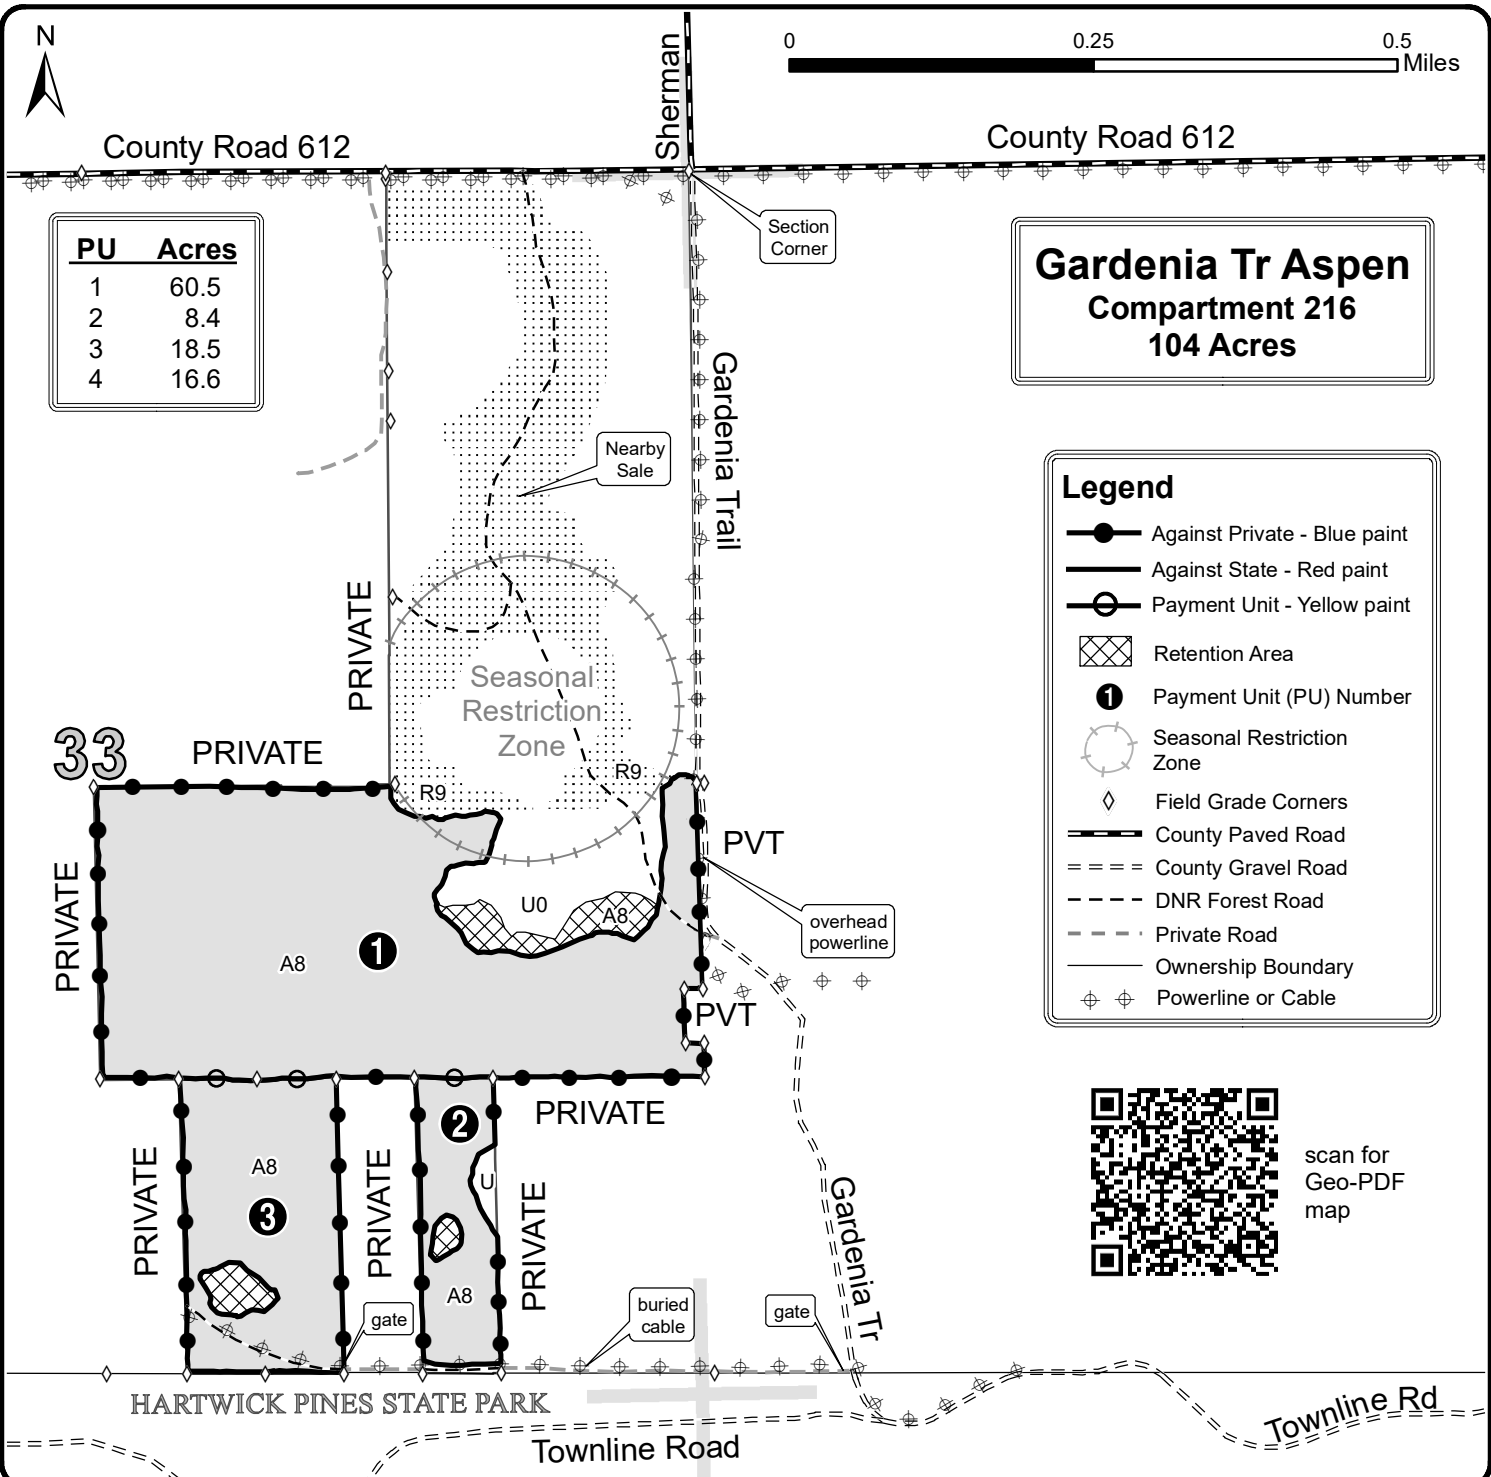 N
0 0.25 0.5
Miles
Sherman
County Road 612
County Road 612
Section
Corner
PU Acres
1 60.5
2 8.4
3 18.5
4 16.6
Gardenia Tr Aspen
Compartment 216
104 Acres
Gardenia Trail
Nearby
Sale
Legend
Against Private - Blue paint
Against State - Red paint
Payment Unit - Yellow paint
Retention Area
1 Payment Unit (PU) Number
Seasonal Restriction
Zone
Field Grade Corners
County Paved Road
County Gravel Road
DNR Forest Road
Private Road
Ownership Boundary
Powerline or Cable
PRIVATE
Seasonal
Restriction
Zone
33
PRIVATE
R9
R9
PVT
PRIVATE
U0
A8
overhead
powerline
1
A8
PVT
2
PRIVATE
PRIVATE
A8
3
PRIVATE
U
PRIVATE
A8
Gardenia Tr
scan for
Geo-PDF
map
gate
buried
cable
gate
HARTWICK PINES STATE PARK
Townline Road
Townline Rd